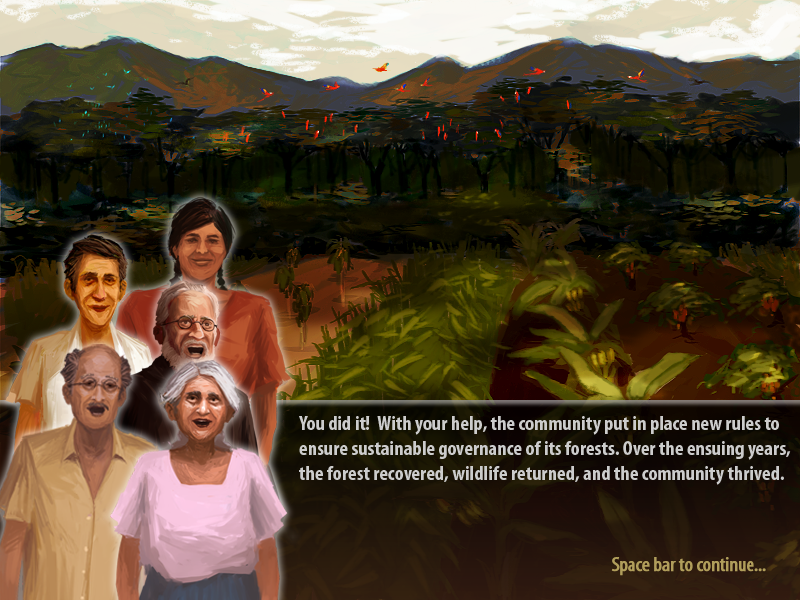 You did it!  With your help, the community put in place new rules to
ensure sustainable governance of its forests. Over the ensuing years,
the forest recovered, wildlife returned, and the community thrived.
Space bar to continue...